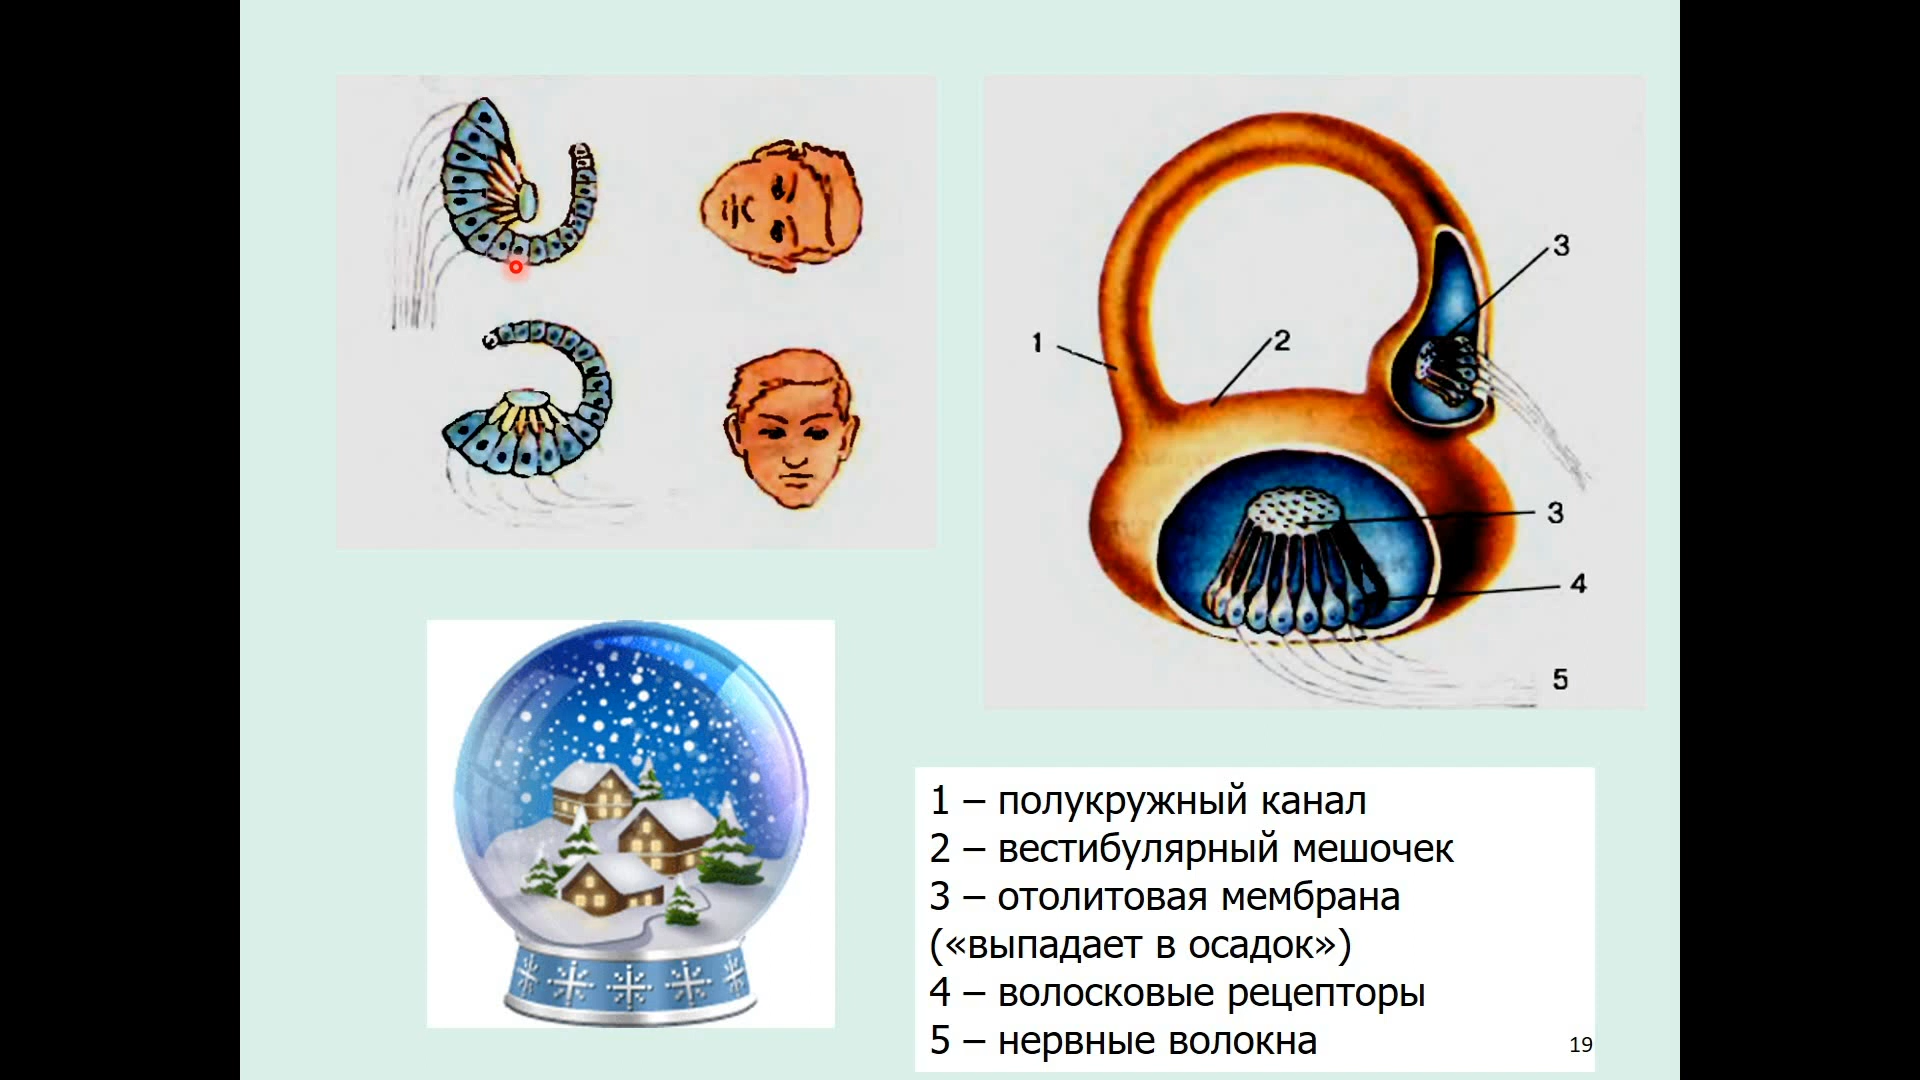 3
1
2
3
4
5
1 – полукружный канал
2 – вестибулярный мешочек
3 – отолитовая мембрана
(«выпадает в осадок»)
4 – волосковые рецепторы
5 – нервные волокна
19